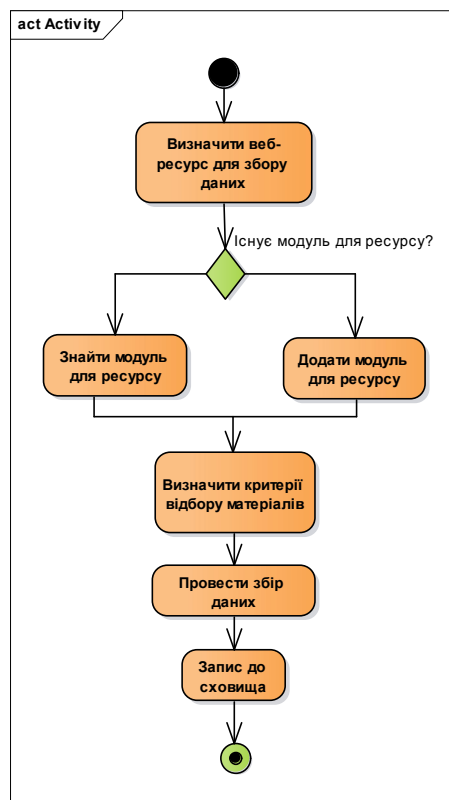 act Activity
Визначити веб-
ресурс для збору
даних
Існує модуль для ресурсу?
Знайти модуль
для ресурсу
Додати модуль
для ресурсу
Визначити критерії
відбору матеріалів
Провести збір
даних
Запис до
сховища